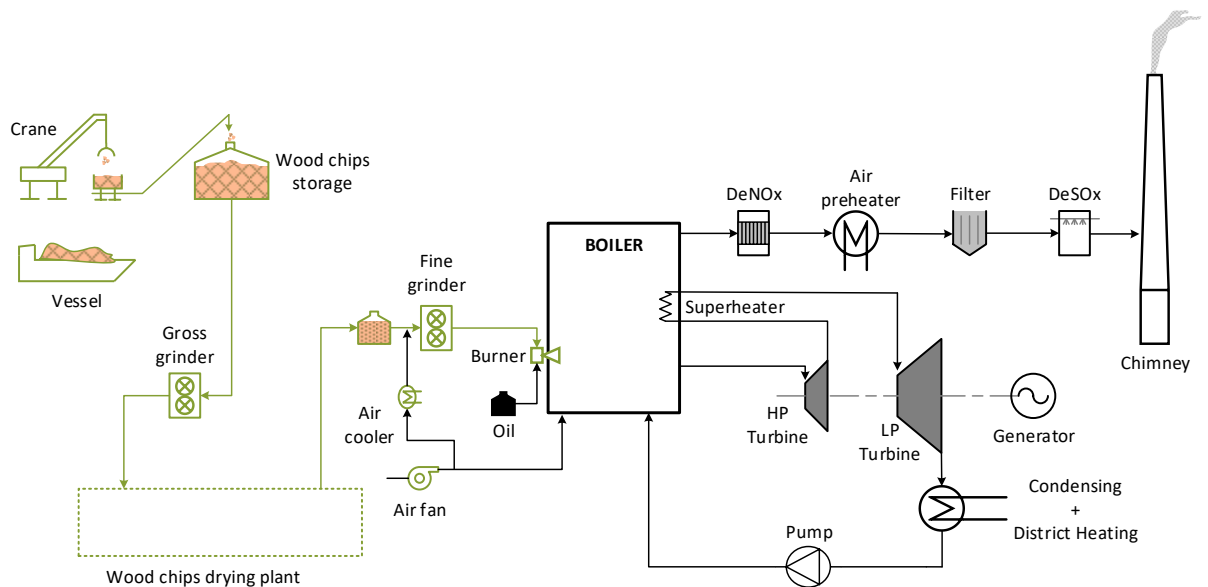 Crane
Wood chips
storage
Vessel
Gross
grinder
Wood chips drying plant
Fine
grinder
Air
cooler
Air fan
Burner
Oil
BOILER
Superheater
DeNOx
Air
preheater
Filter
DeSOx
Chimney
HP
Turbine
LP
Turbine
Generator
Condensing
+
District Heating
Pump